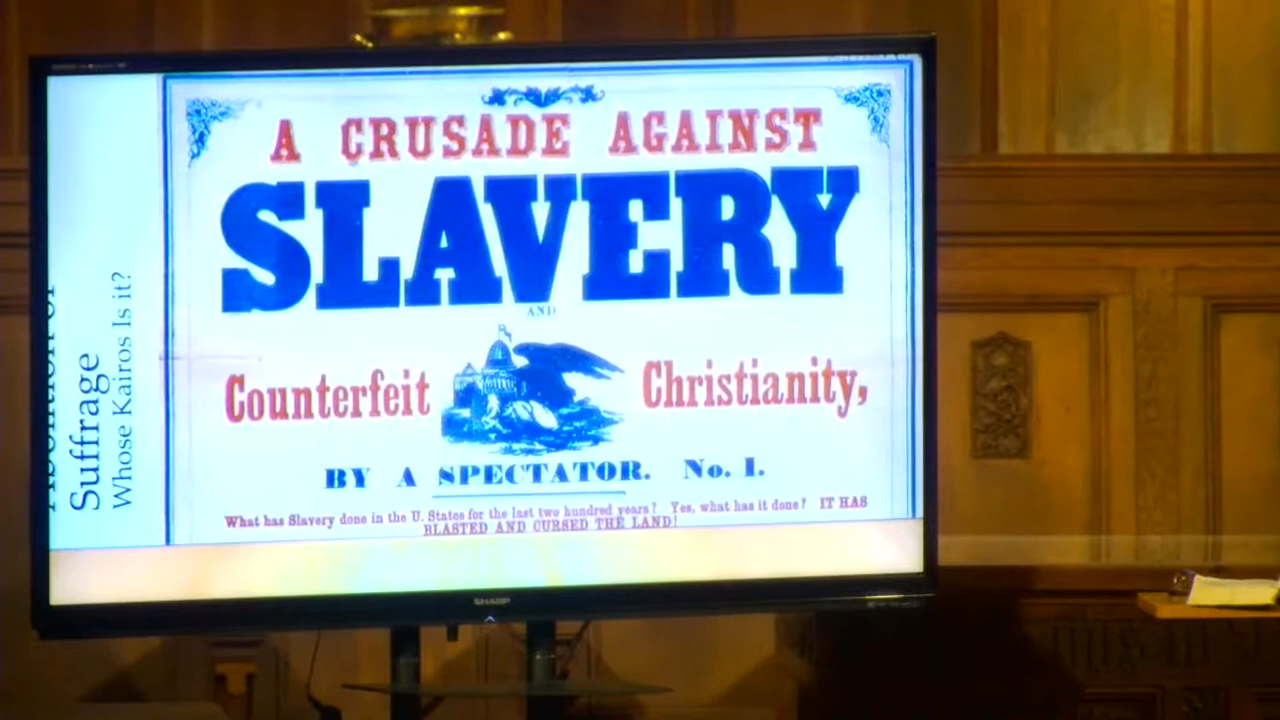 A CRUSADE AGAINST
SLAVERY
AND
Counterfeit Christianity,
BY A SPECTATOR. No. I.
What has Slavery done in the U. States for the last two hundred years? Yes, what has it done? IT HAS
BLASTED AND CURSED THE LAND!
Suffrage
Whose Kairos Is it?
SHARP